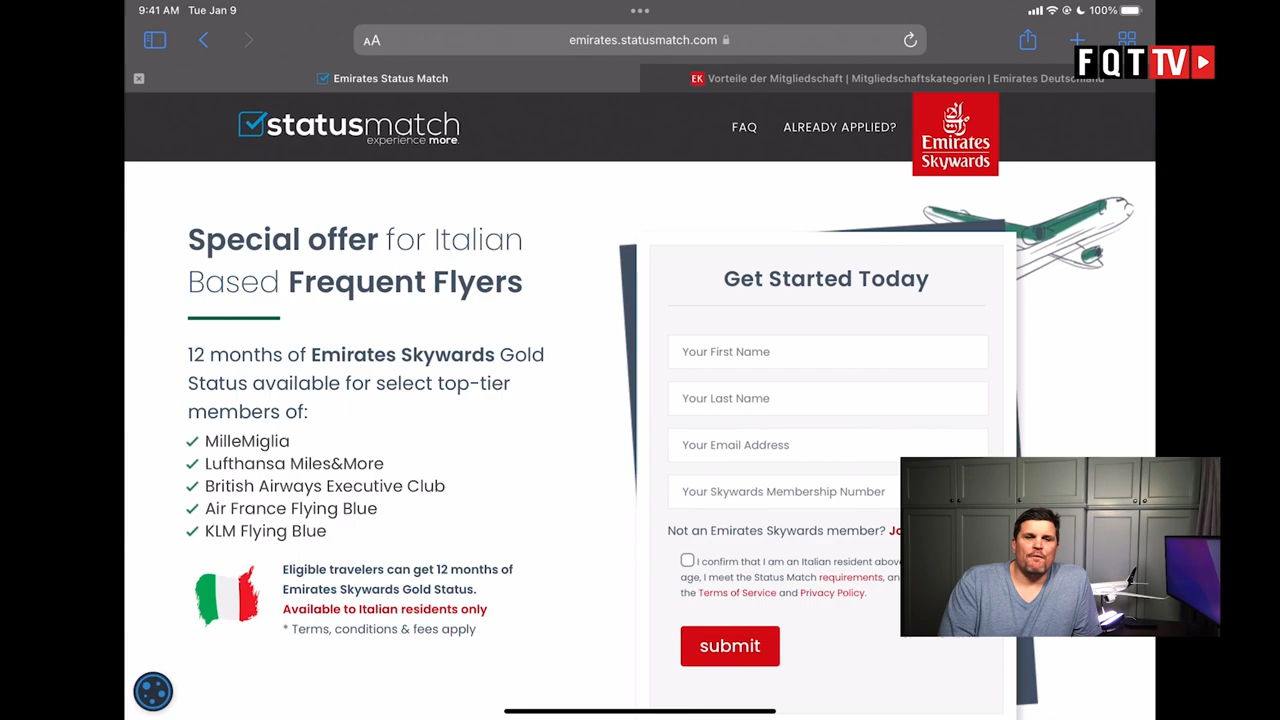 9:41 AM Tue Jan 9
100%
AA
emirates.statusmatch.com
FQT TV
Emirates Status Match
EK Vorteile der Mitgliedschaft | Mitgliedschaftskategorien | Emirates Deutschland
statusmatch
experience more.
FAQ
ALREADY APPLIED?
Emirates
Skywards
Special offer for Italian
Based Frequent Flyers
12 months of Emirates Skywards Gold
Status available for select top-tier
members of:
MilleMiglia
Lufthansa Miles&More
British Airways Executive Club
Air France Flying Blue
KLM Flying Blue
Eligible travelers can get 12 months of
Emirates Skywards Gold Status.
Available to Italian residents only
* Terms, conditions & fees apply
Get Started Today
Your First Name
Your Last Name
Your Email Address
Your Skywards Membership Number
Not an Emirates Skywards member?
I confirm that I am an Italian resident above
age, I meet the Status Match requirements,
the Terms of Service and Privacy Policy.
submit